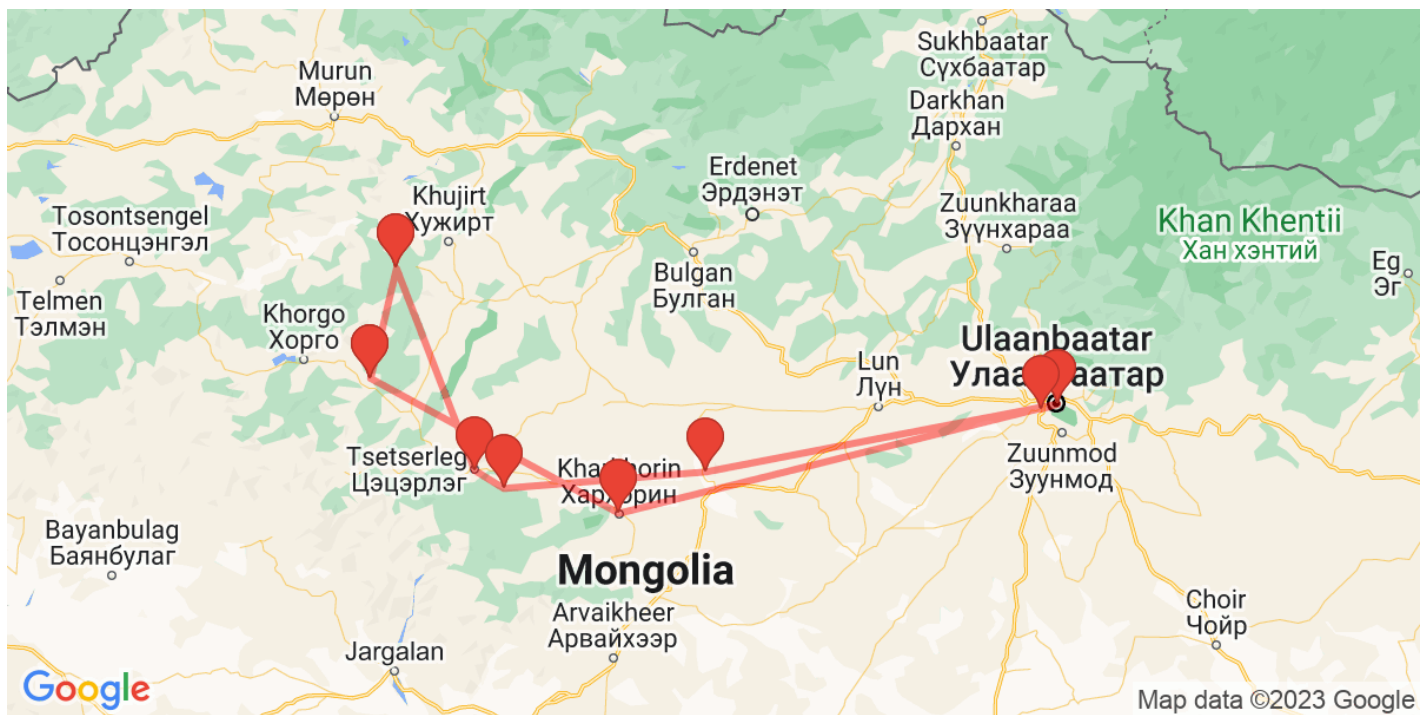 Sukhbaatar
Сүхбаатар
Murun
Мөрөн
Darkhan
Дархан
Erdenet
Эрдэнэт
Khujirt
Хужирт
Zuunkharaa
Зүүнхараа
Tosontsengel
Тосонцэнгэл
Khan Khentii
Хан хэнтий
Bulgan
Булган
Eg
Эг
Telmen
Тэлмэн
Khorgo
Хорго
Ulaanbaatar
Lun
Лүн
Tsetserleg
Цэцэрлэг
Zuunmod
Зуунмод
Bayanbulag
Баянбулаг
Mongolia
Arvaikheer
Арвайхээр
Choir
Чойр
Jargalan
Google
Map data ©2023 Google